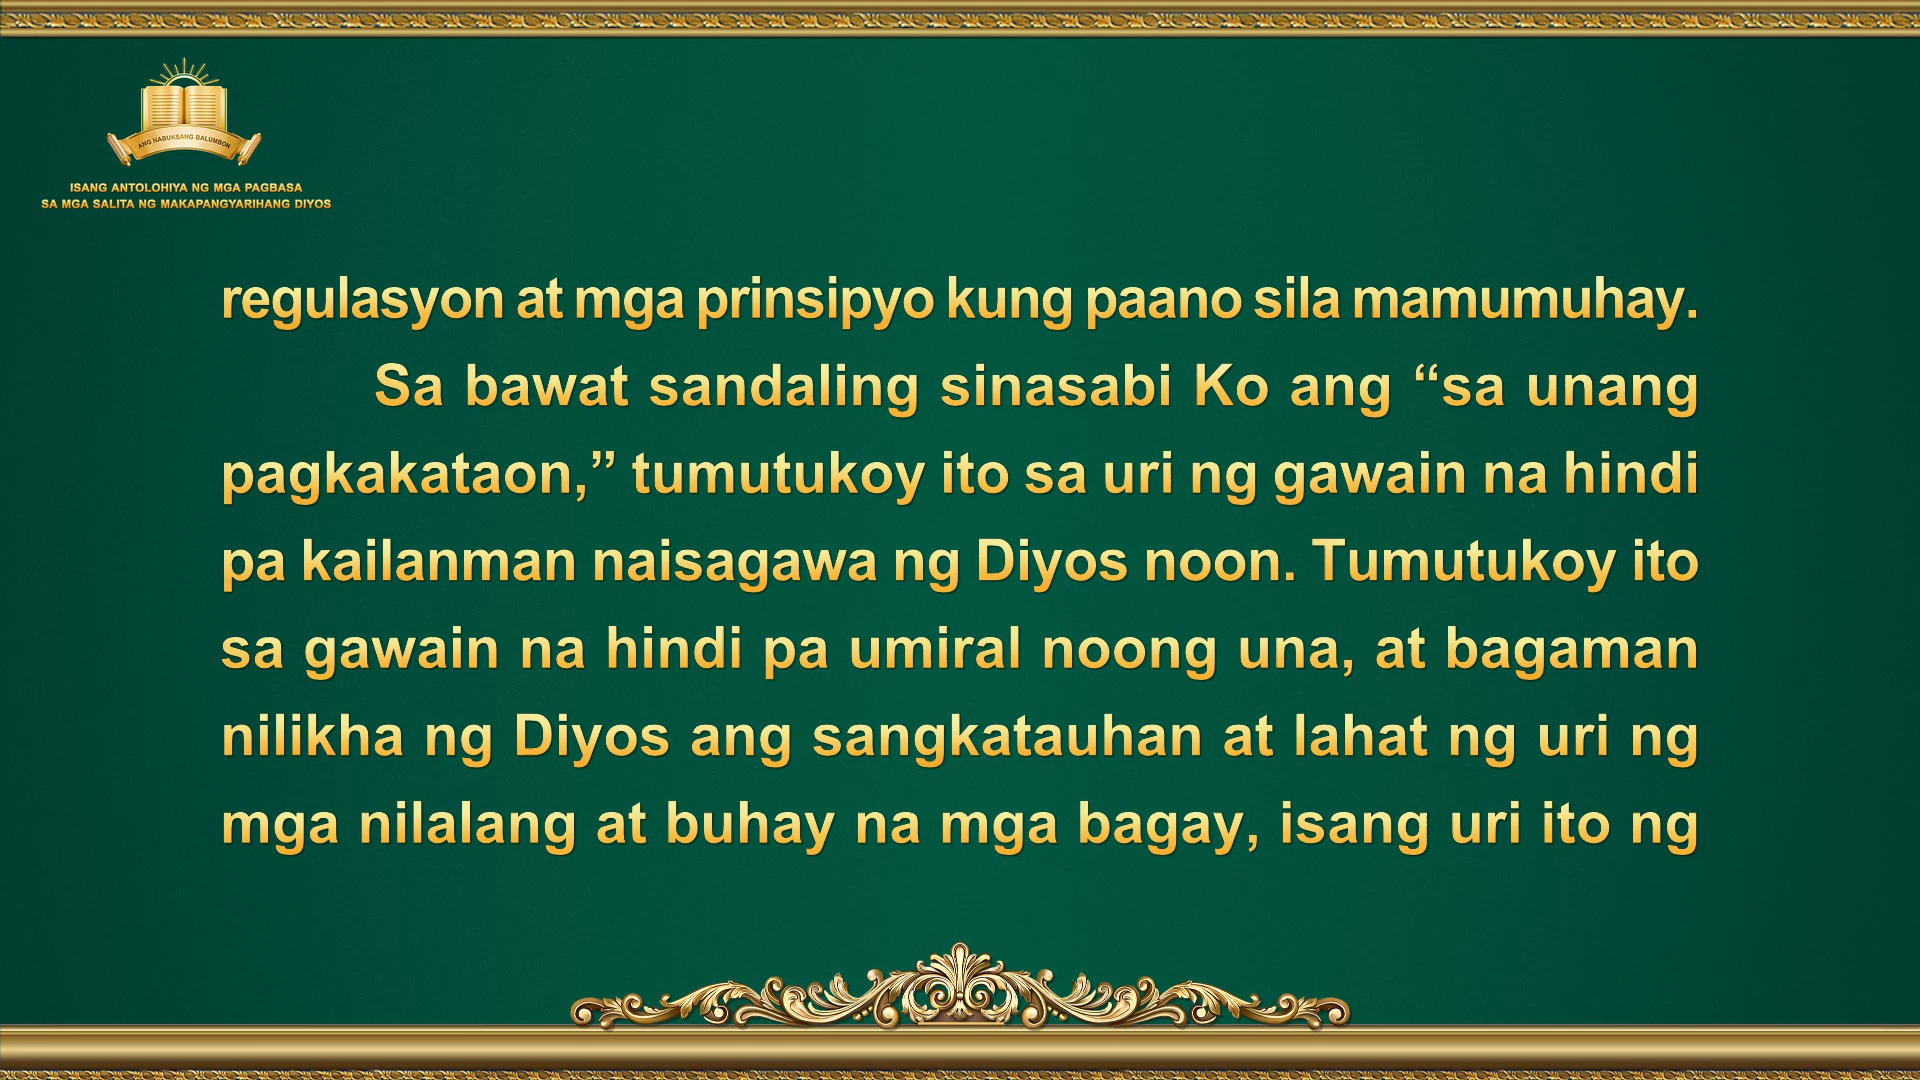 ANG NABUKSANG BALUMBON
ISANG ANTOLOHIYA NG MGA PAGBASA
SA MGA SALITA NG MAKAPANGYARIHANG DIYOS
regulasyon at mga prinsipyo kung paano sila mamumuhay.
Sa bawat sandaling sinasabi Ko ang “sa unang
pagkakataon,” tumutukoy ito sa uri ng gawain na hindi
pa kailanman naisagawa ng Diyos noon. Tumutukoy ito
sa gawain na hindi pa umiral noong una, at bagaman
nilikha ng Diyos ang sangkatauhan at lahat ng uri ng
mga nilalang at buhay na mga bagay, isang uri ito ng